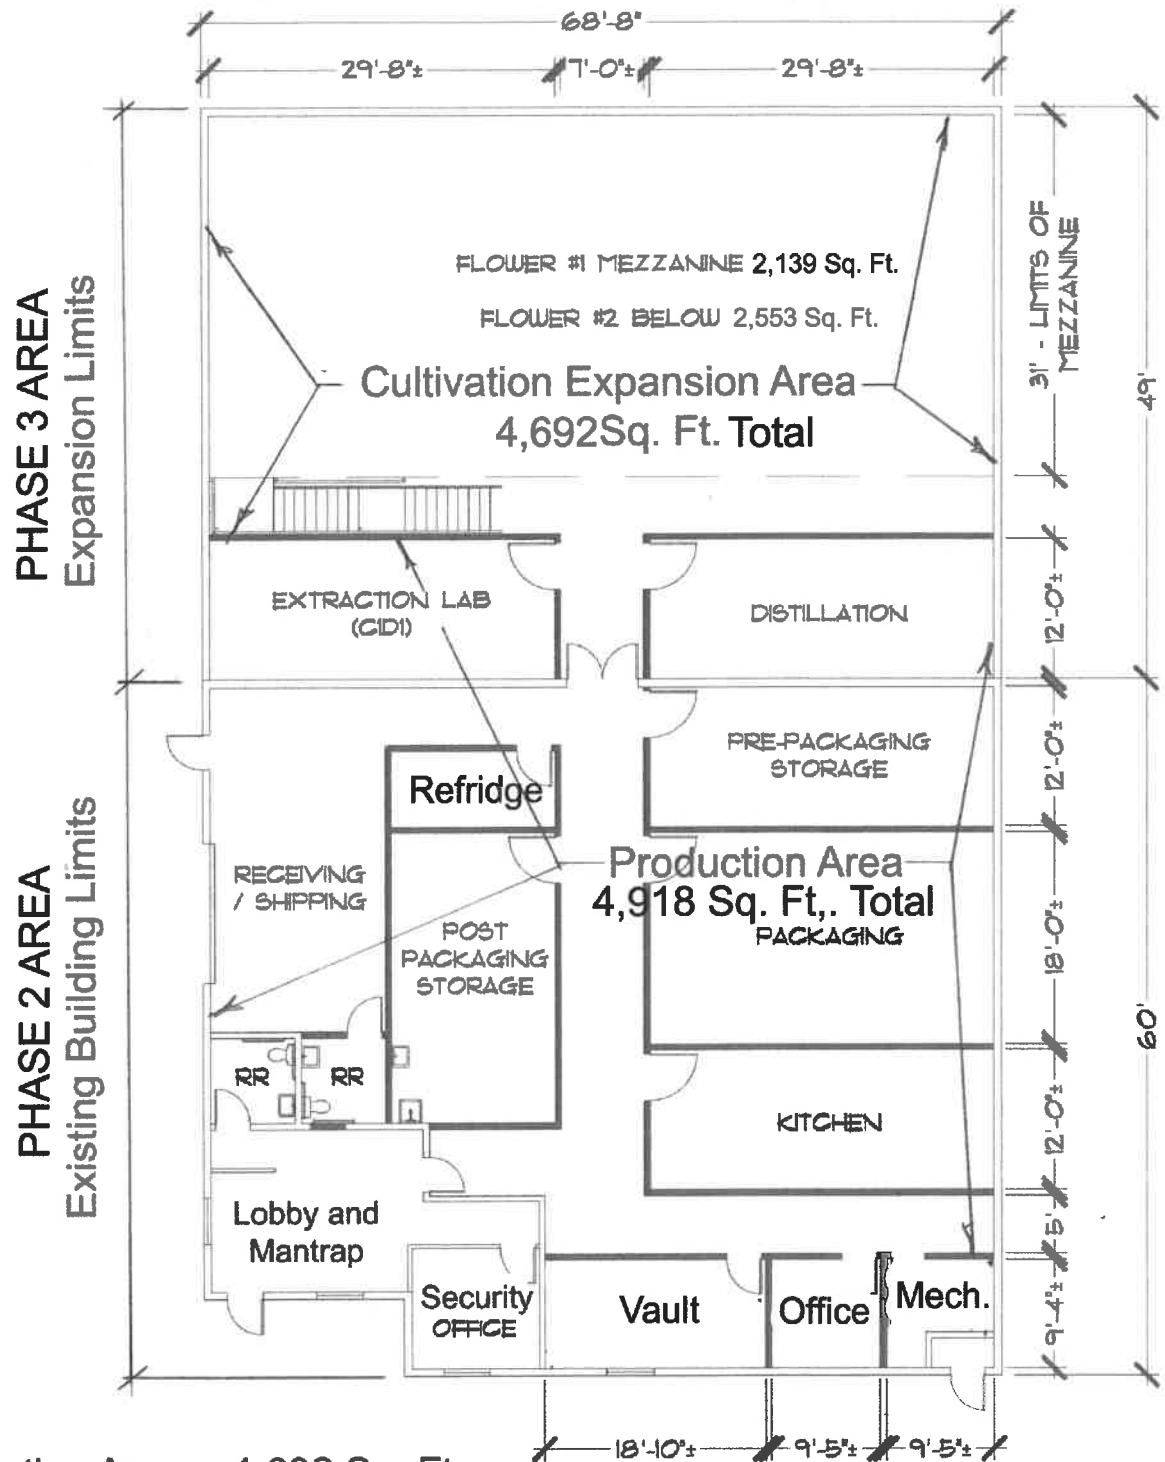 68'-8"
29'-8"±
7'-0"±
29'-8"±
FLOWER #1 MEZZANINE 2,139 Sq. Ft.
FLOWER #2 BELOW 2,553 Sq. Ft.
Cultivation Expansion Area
4,692Sq. Ft. Total
31' - LIMITS OF
MEZZANINE
49'
PHASE 3 AREA
Expansion Limits
EXTRACTION LAB
(C1D1)
DISTILLATION
12'-0"±
PRE-PACKAGING
STORAGE
12'-0"±
Refridge
RECEIVING
/ SHIPPING
Production Area
4,918 Sq. Ft,. Total
PACKAGING
POST
PACKAGING
STORAGE
18'-0"±
60'
PHASE 2 AREA
Existing Building Limits
RR
RR
KITCHEN
12'-0"±
Lobby and
Mantrap
5'
Security
OFFICE
Vault
Office
Mech.
9'-4"±
18'-10"±
9'-5"±
9'-5"±